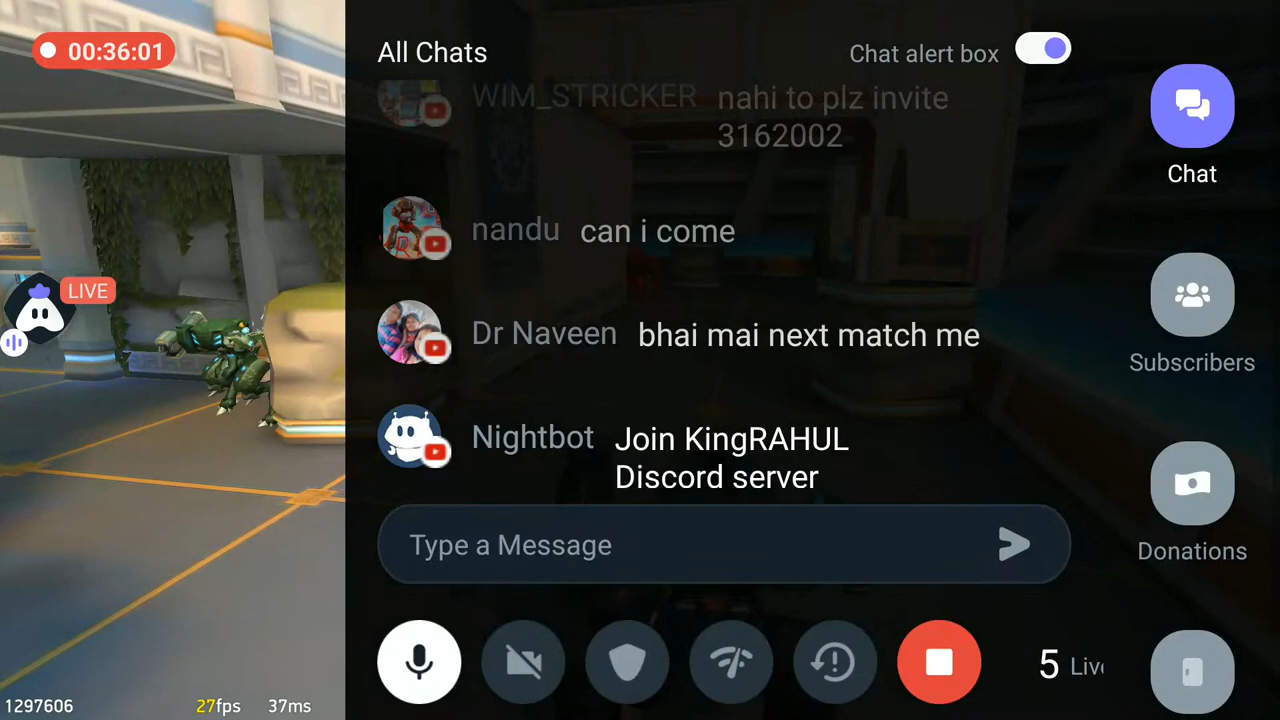 00:36:01
All Chats
Chat alert box
WIM_STRICKER nahi to plz invite
3162002
Chat
nandu can i come
LIVE
Dr Naveen bhai mai next match me
Subscribers
Nightbot Join KingRAHUL
Discord server
Type a Message
Donations
5 Live
1297606 27fps 37ms